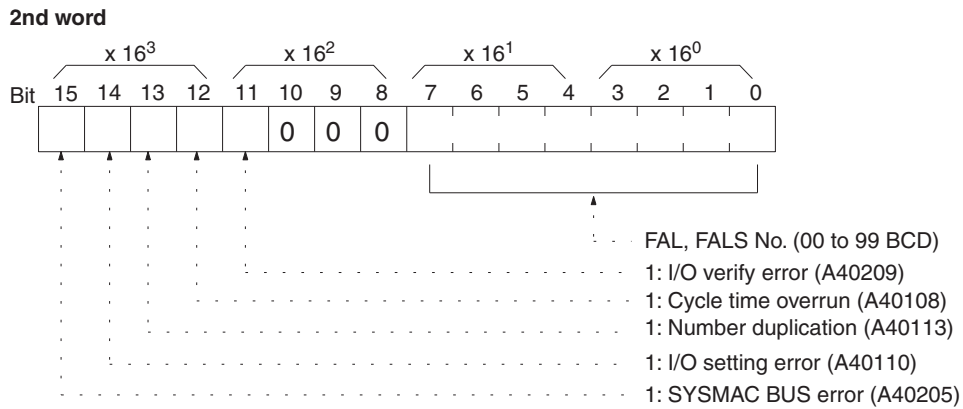 2nd word
x 16³ x 16² x 16¹ x 16⁰
Bit 15 14 13 12 11 10 9 8 7 6 5 4 3 2 1 0
0 0 0
FAL, FALS No. (00 to 99 BCD)
1: I/O verify error (A40209)
1: Cycle time overrun (A40108)
1: Number duplication (A40113)
1: I/O setting error (A40110)
1: SYSMAC BUS error (A40205)